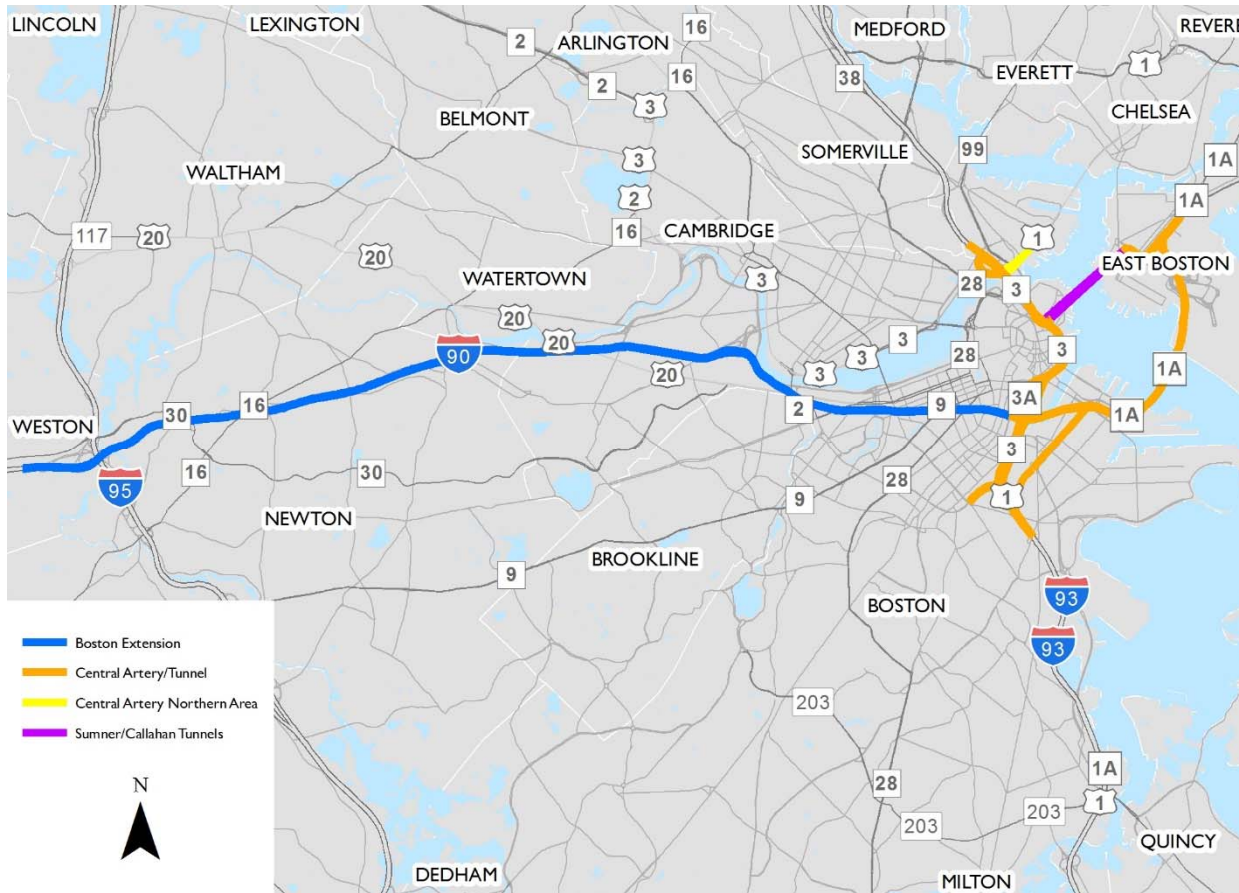 LINCOLN
LEXINGTON
16
MEDFORD
REVERE
2
ARLINGTON
EVERETT
1
16
38
2
3
CHELSEA
BELMONT
SOMERVILLE
99
1A
3
WALTHAM
2
1A
117
20
16
CAMBRIDGE
1
20
EAST BOSTON
WATERTOWN
3
28
3
20
20
90
3
3
28
3
3
1A
20
30
16
2
9
3A
1A
WESTON
3
95
16
30
28
9
1
NEWTON
BROOKLINE
9
93
BOSTON
93
Boston Extension
Central Artery/Tunnel
Central Artery Northern Area
Sumner/Callahan Tunnels
203
N
1A
28
1
203
203
QUINCY
DEDHAM
MILTON